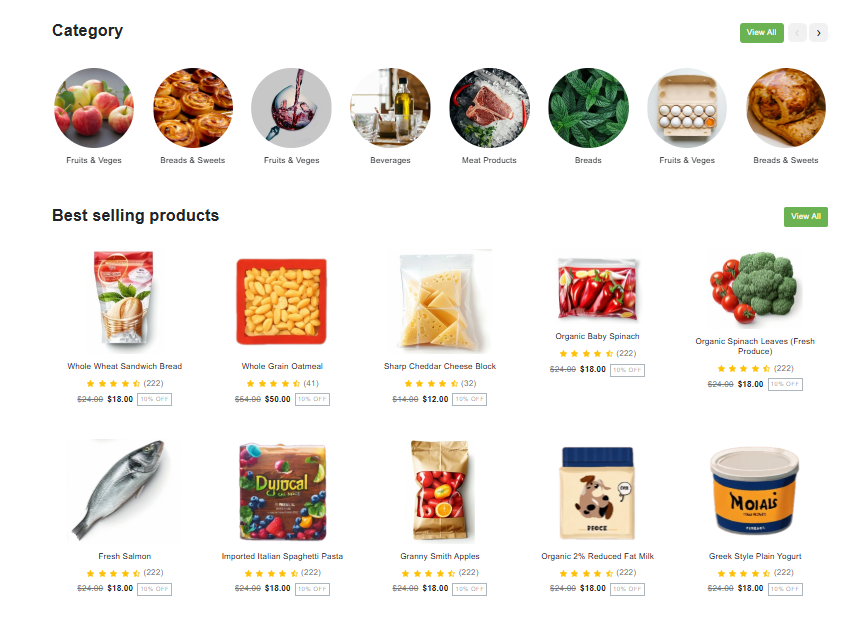 Category
View All
‹ ›
Fruits & Veges
Breads & Sweets
Fruits & Veges
Beverages
Meat Products
Breads
Fruits & Veges
Breads & Sweets
Best selling products
View All
Whole Wheat Sandwich Bread
(222)
$24.00 $18.00 10% OFF
Whole Grain Oatmeal
(41)
$54.00 $50.00 10% OFF
Sharp Cheddar Cheese Block
(32)
$14.00 $12.00 10% OFF
Organic Baby Spinach
(222)
$24.00 $18.00 10% OFF
Organic Spinach Leaves (Fresh
Produce)
(222)
$24.00 $18.00 10% OFF
Fresh Salmon
(222)
$24.00 $18.00 10% OFF
Dyjocal
Imported Italian Spaghetti Pasta
(222)
$24.00 $18.00 10% OFF
Granny Smith Apples
(222)
$24.00 $18.00 10% OFF
PFOCE
Organic 2% Reduced Fat Milk
(222)
$24.00 $18.00 10% OFF
MOIALS
Greek Style Plain Yogurt
(222)
$24.00 $18.00 10% OFF